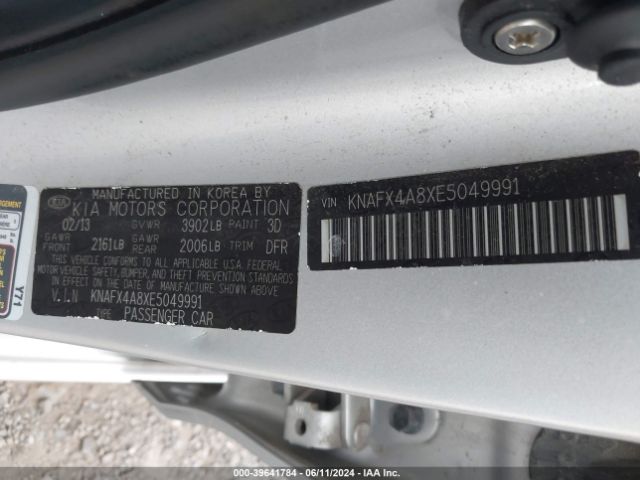 MANUFACTURED IN KOREA BY
KIA MOTORS CORPORATION
02/13 GVWR 3902LB PAINT 3D
GAWR FRONT 2161LB GAWR REAR 2006LB TRIM DFR
THIS VEHICLE CONFORMS TO ALL APPLICABLE U.S.A. FEDERAL
MOTOR VEHICLE SAFETY, BUMPER, AND THEFT PREVENTION STANDARDS
IN EFFECT ON THE DATE OF MANUFACTURE SHOWN ABOVE.
V.I.N KNAFX4A8XE5049991
TYPE PASSENGER CAR
VIN KNAFX4A8XE5049991
Y71
000-39641784 - 06/11/2024 - IAA Inc.